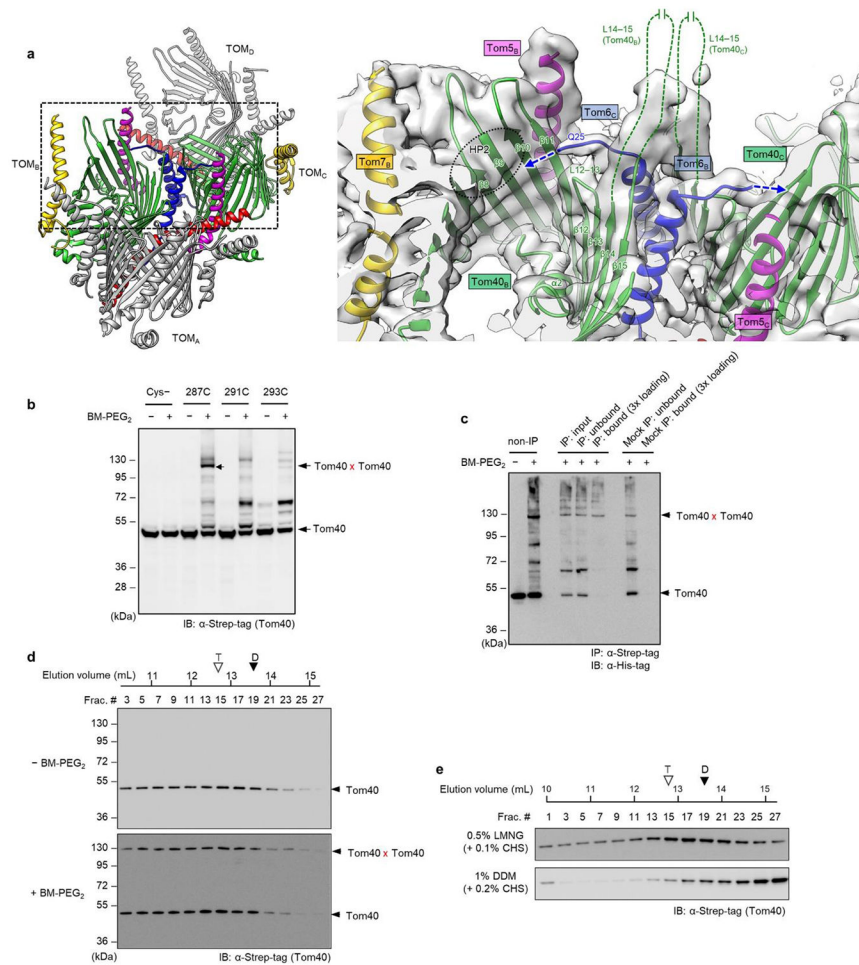 a
TOM_D
TOM_B
TOM_C
TOM_A
L14–15
(Tom40_B)
L14–15
(Tom40_C)
Tom5_B
Tom6_C
Tom7_B
HP2
β8
β9
β10
β11
Q25
Tom6_B
Tom40_C
L12–13
β12
β13
β14
β15
Tom40_B
α2
Tom5_C
b
Cys− 287C 291C 293C
BM-PEG₂ − + − + − + − +
130
95
72
55
36
28
(kDa)
Tom40 x Tom40
Tom40
IB: α-Strep-tag (Tom40)
c
non-IP
IP: input
IP: unbound
IP: bound (3x loading)
Mock IP: unbound
Mock IP: bound (3x loading)
BM-PEG₂ − + + + + + +
130
95
72
55
36
(kDa)
Tom40 x Tom40
Tom40
IP: α-Strep-tag
IB: α-His-tag
d
T D
Elution volume (mL) 11 12 13 14 15
Frac. # 3 5 7 9 11 13 15 17 19 21 23 25 27
− BM-PEG₂
130
95
72
55
36
Tom40
+ BM-PEG₂
130
95
72
55
36
(kDa)
Tom40 x Tom40
Tom40
IB: α-Strep-tag (Tom40)
e
T D
Elution volume (mL) 10 11 12 13 14 15
Frac. # 1 3 5 7 9 11 13 15 17 19 21 23 25 27
0.5% LMNG
(+ 0.1% CHS)
1% DDM
(+ 0.2% CHS)
IB: α-Strep-tag (Tom40)